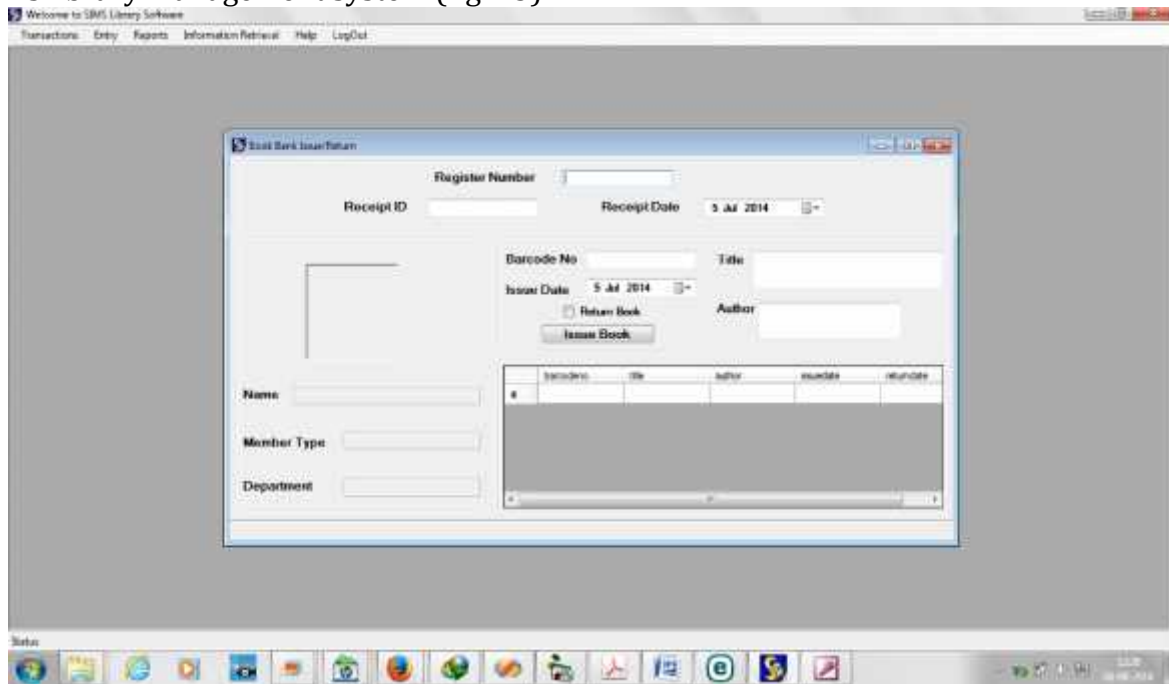 Welcome to SIMS Library Software
Transactions Entry Reports Information Retrieval Help LogOut
Book Bank Issue/Return
Register Number
Receipt ID
Receipt Date 5 Jul 2014
Barcode No
Title
Issue Date 5 Jul 2014
Return Book
Author
Issue Book
barcodeno title author issuedate returndate
Name
Member Type
Department
Status